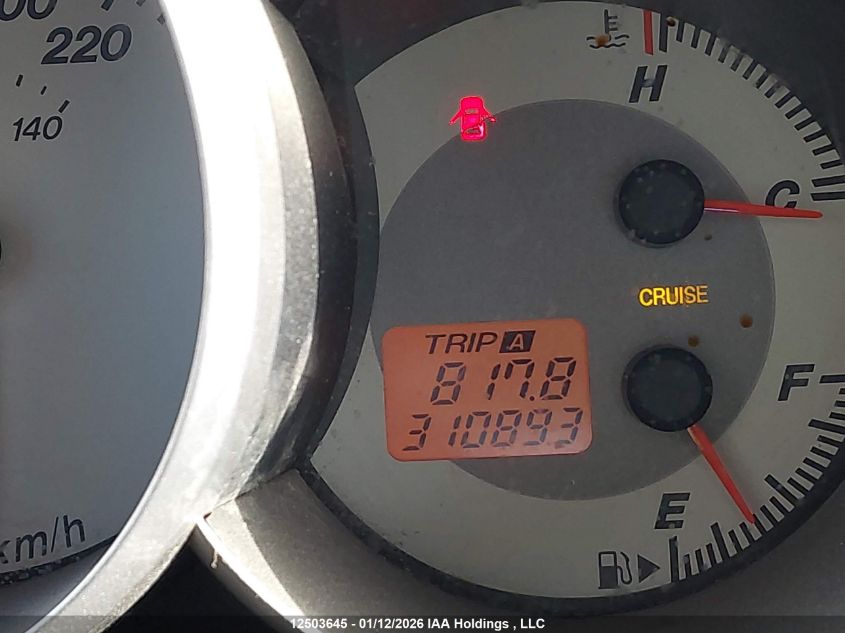 220
140
km/h
H
C
CRUISE
TRIP A
817.8
310893
F
E
12503645 - 01/12/2026 IAA Holdings , LLC